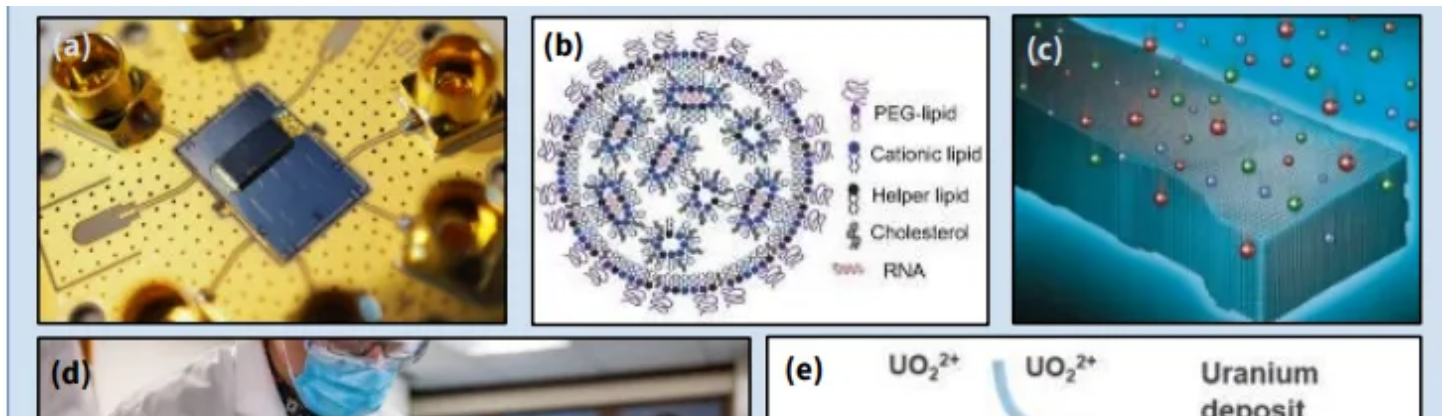 (a)
(b)
PEG-lipid
Cationic lipid
Helper lipid
Cholesterol
RNA
(c)
(d)
(e)
UO₂²⁺ UO₂²⁺
Uranium
deposit